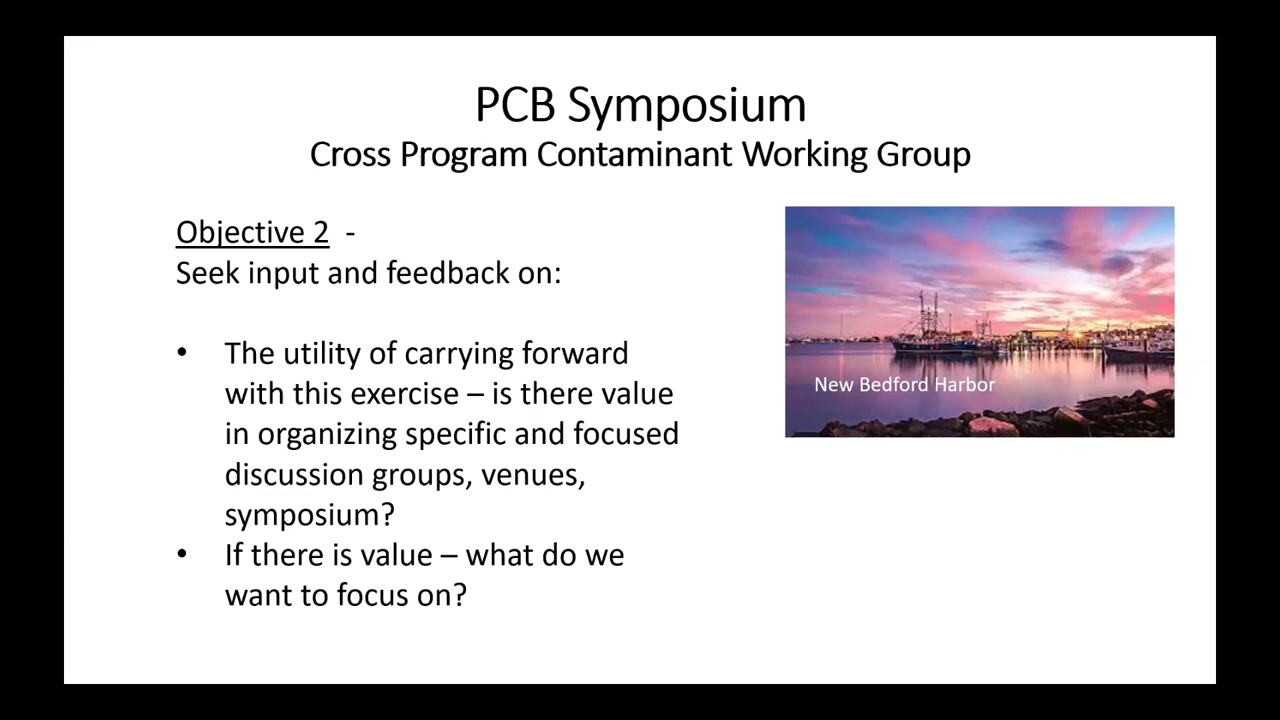 PCB Symposium
Cross Program Contaminant Working Group
Objective 2 -
Seek input and feedback on:
• The utility of carrying forward
with this exercise – is there value
in organizing specific and focused
discussion groups, venues,
symposium?
• If there is value – what do we
want to focus on?
New Bedford Harbor